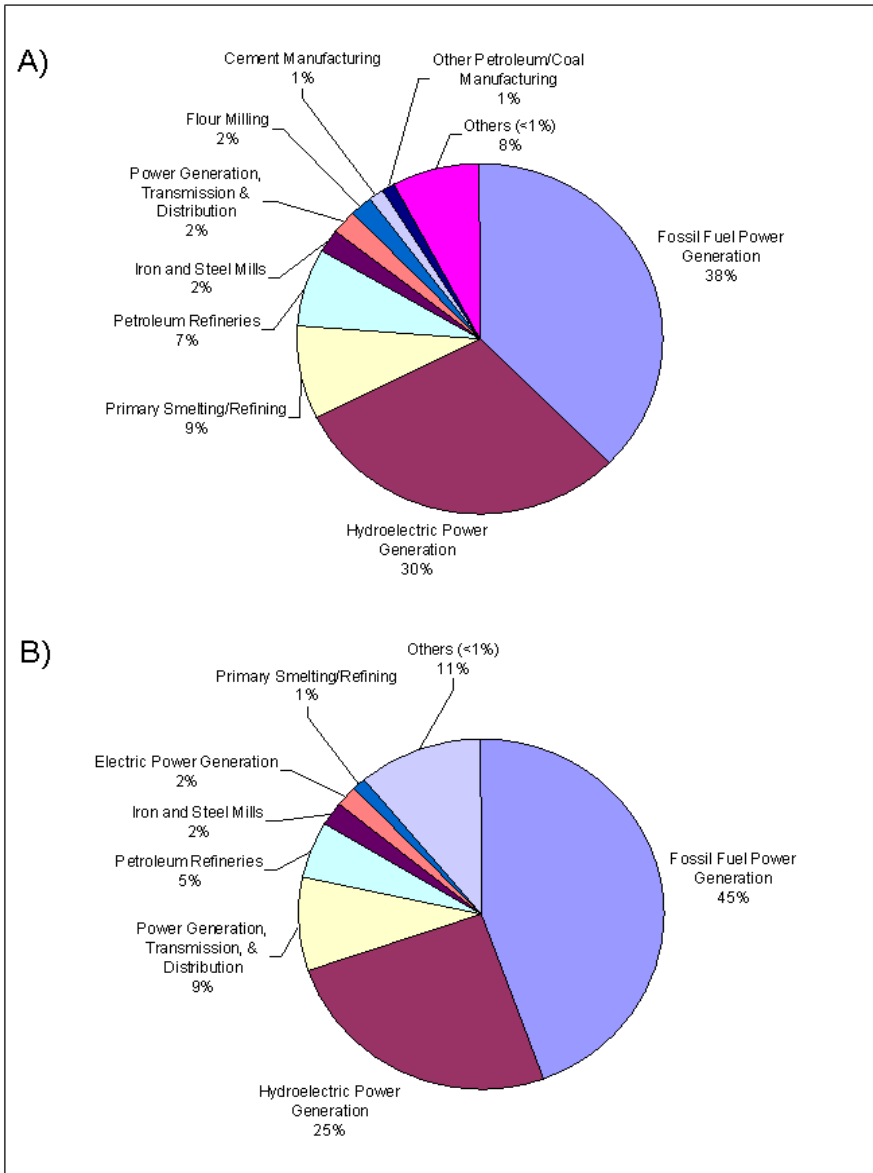 A)
Cement Manufacturing
1%
Other Petroleum/Coal
Manufacturing
1%
Flour Milling
2%
Others (<1%)
8%
Power Generation,
Transmission &
Distribution
2%
Fossil Fuel Power
Generation
38%
Iron and Steel Mills
2%
Petroleum Refineries
7%
Primary Smelting/Refining
9%
Hydroelectric Power
Generation
30%
B)
Others (<1%)
11%
Primary Smelting/Refining
1%
Electric Power Generation
2%
Iron and Steel Mills
2%
Petroleum Refineries
5%
Fossil Fuel Power
Generation
45%
Power Generation,
Transmission, &
Distribution
9%
Hydroelectric Power
Generation
25%